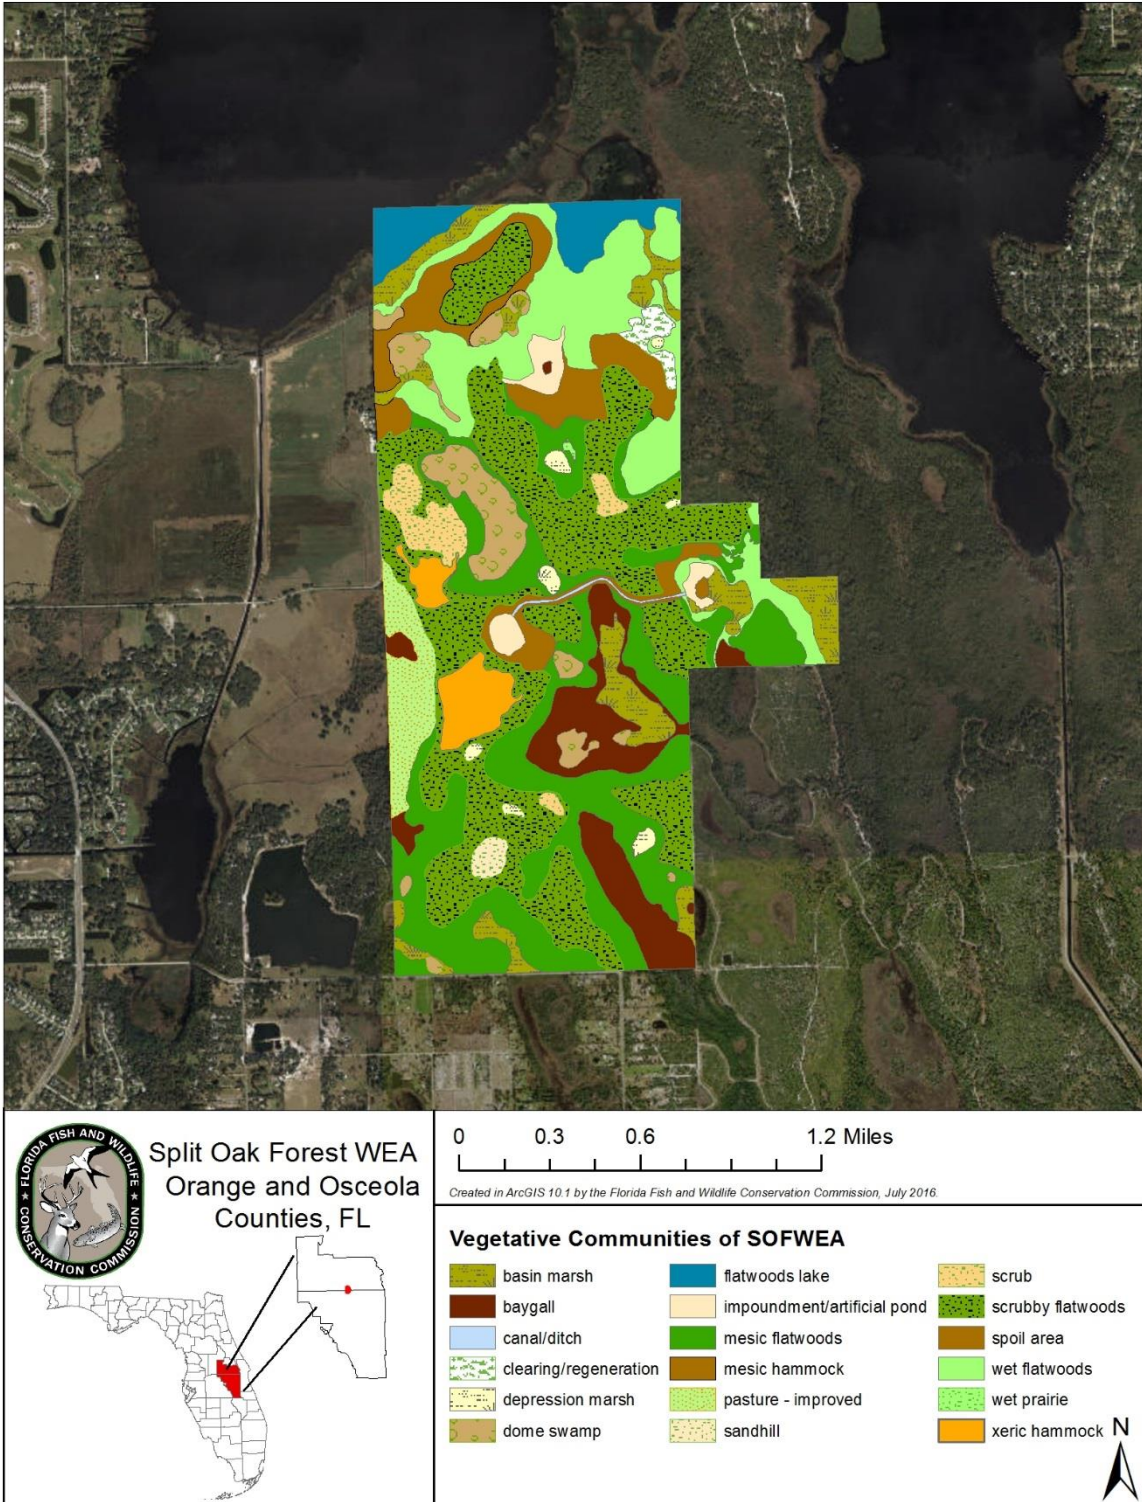 FLORIDA FISH AND WILDLIFE
CONSERVATION COMMISSION
Split Oak Forest WEA
Orange and Osceola
Counties, FL
0 0.3 0.6 1.2 Miles
Created in ArcGIS 10.1 by the Florida Fish and Wildlife Conservation Commission, July 2016.
Vegetative Communities of SOFWEA
basin marsh
baygall
canal/ditch
clearing/regeneration
depression marsh
dome swamp
flatwoods lake
impoundment/artificial pond
mesic flatwoods
mesic hammock
pasture - improved
sandhill
scrub
scrubby flatwoods
spoil area
wet flatwoods
wet prairie
xeric hammock
N